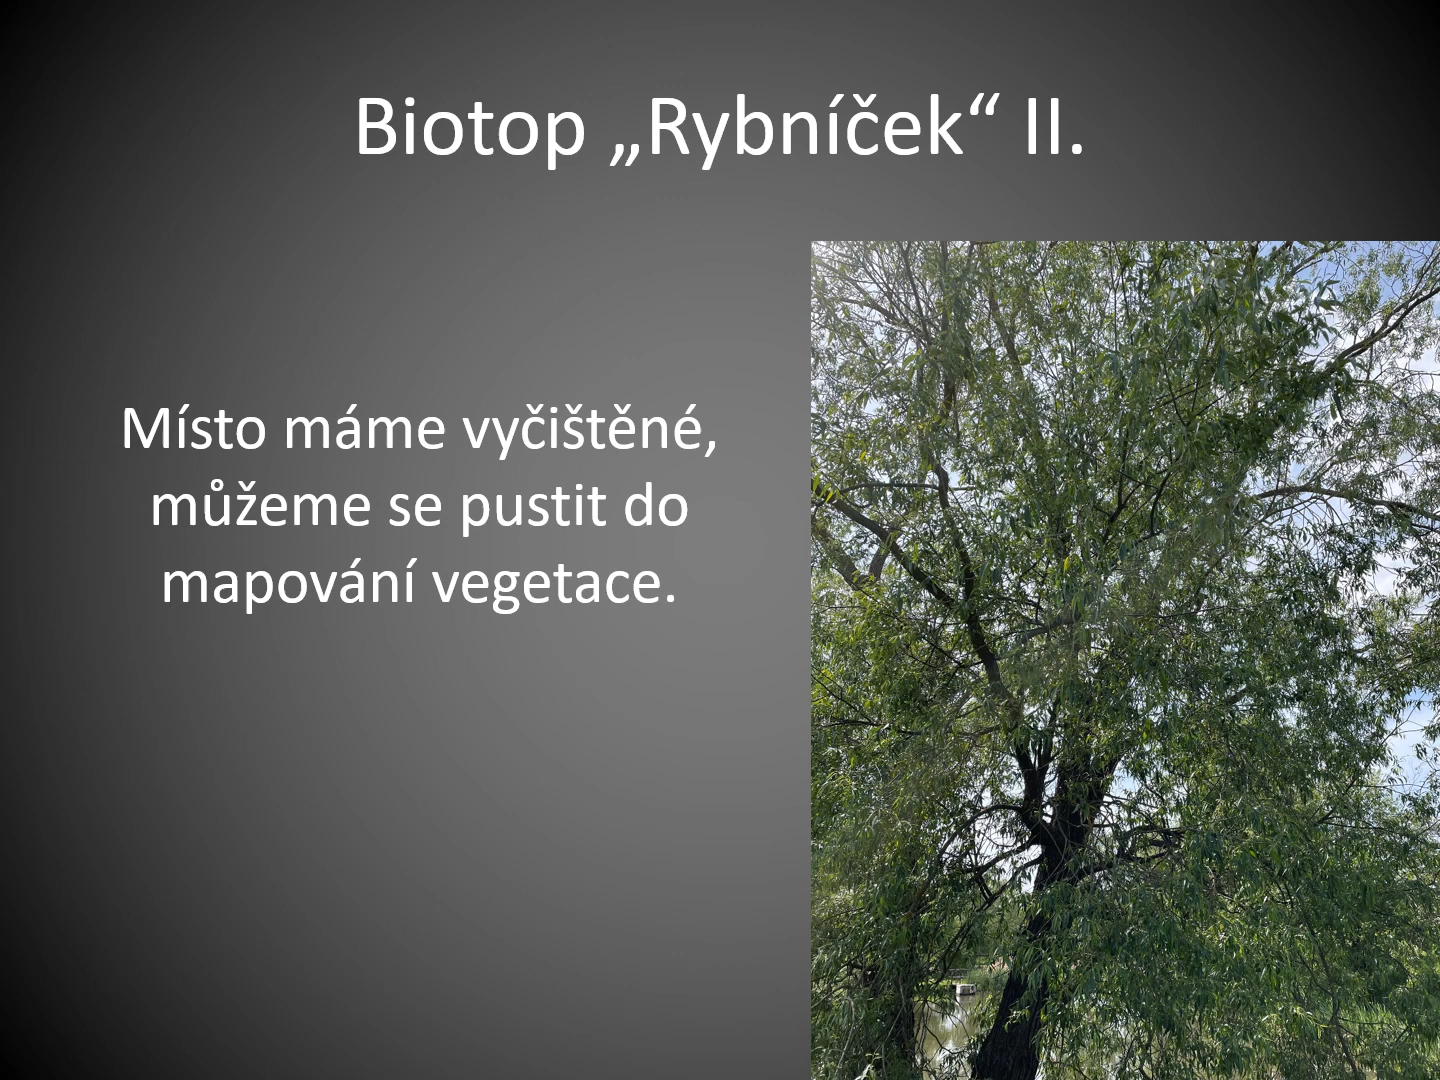 Biotop „Rybníček“ II.
Místo máme vyčištěné,
můžeme se pustit do
mapování vegetace.